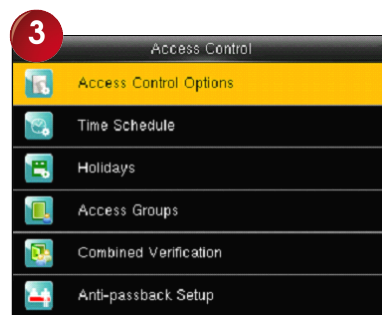 3
Access Control
Access Control Options
Time Schedule
Holidays
Access Groups
Combined Verification
Anti-passback Setup